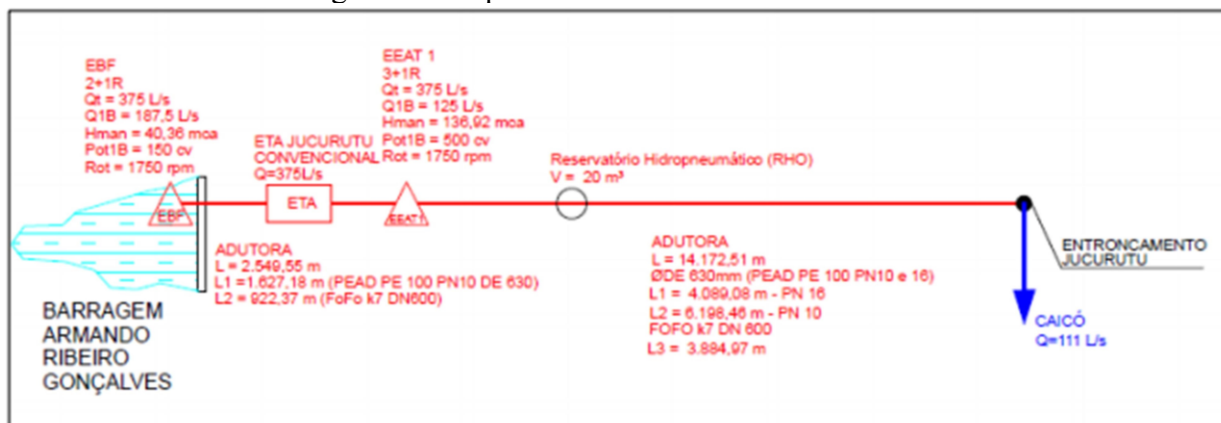 EBF
2+1R
Qt = 375 L/s
Q1B = 187,5 L/s
Hman = 40,36 mca
Pot1B = 150 cv
Rot = 1750 rpm
EBF
ETA JUCURUTU
CONVENCIONAL
Q=375L/s
ETA
EEAT 1
3+1R
Qt = 375 L/s
Q1B = 125 L/s
Hman = 136,92 mca
Pot1B = 500 cv
Rot = 1750 rpm
EEAT1
Reservatório Hidropneumático (RHO)
V = 20 m³
BARRAGEM
ARMANDO
RIBEIRO
GONÇALVES
ADUTORA
L = 2.549,55 m
L1 =1.627,18 m (PEAD PE 100 PN10 DE 630)
L2 = 922,37 m (FoFo k7 DN600)
ADUTORA
L = 14.172,51 m
ØDE 630mm (PEAD PE 100 PN10 e 16)
L1 = 4.089,08 m - PN 16
L2 = 6.198,46 m - PN 10
FOFO k7 DN 600
L3 = 3.884,97 m
ENTRONCAMENTO
JUCURUTU
CAICÓ
Q=111 L/s